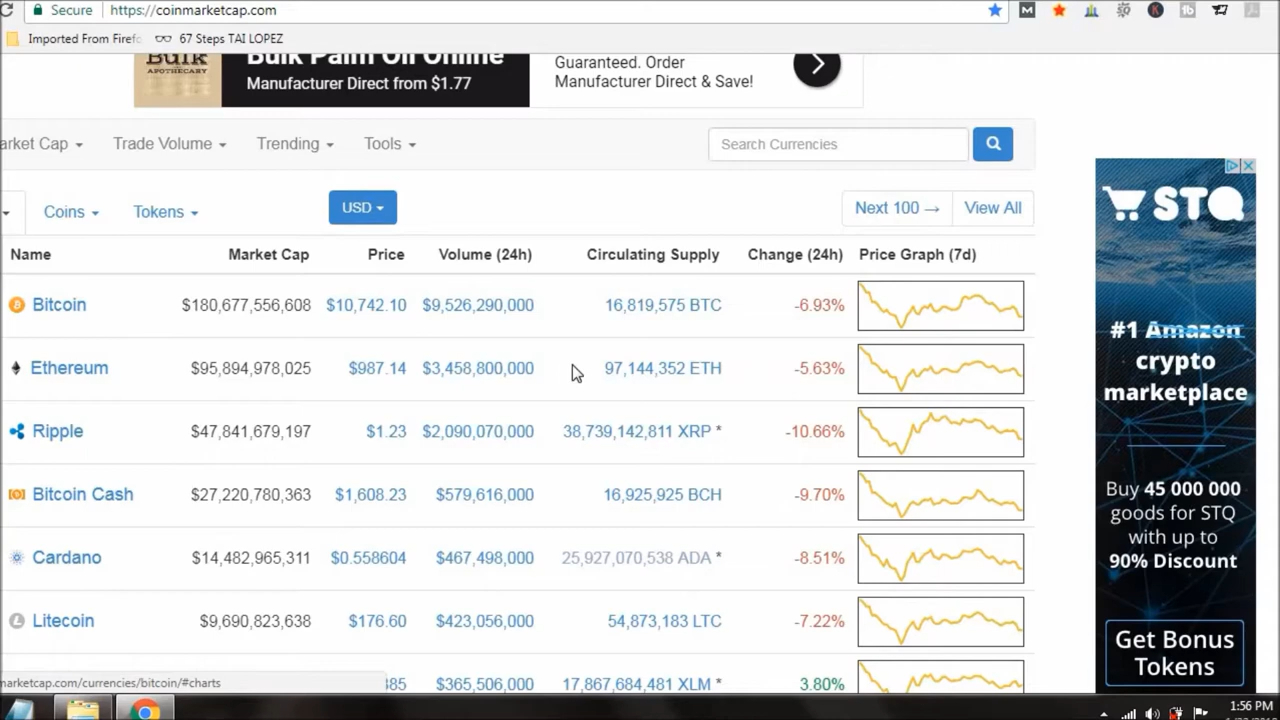 Secure https://coinmarketcap.com
Imported From Firef 67 Steps TAI LOPEZ
Bulk
APOTHECARY
Bulk Palm Oil Online
Manufacturer Direct from $1.77
Guaranteed. Order
Manufacturer Direct & Save!
arket Cap Trade Volume Trending Tools Search Currencies
Coins Tokens USD Next 100 → View All
Name Market Cap Price Volume (24h) Circulating Supply Change (24h) Price Graph (7d)
Bitcoin $180,677,556,608 $10,742.10 $9,526,290,000 16,819,575 BTC -6.93%
Ethereum $95,894,978,025 $987.14 $3,458,800,000 97,144,352 ETH -5.63%
Ripple $47,841,679,197 $1.23 $2,090,070,000 38,739,142,811 XRP * -10.66%
Bitcoin Cash $27,220,780,363 $1,608.23 $579,616,000 16,925,925 BCH -9.70%
Cardano $14,482,965,311 $0.558604 $467,498,000 25,927,070,538 ADA * -8.51%
Litecoin $9,690,823,638 $176.60 $423,056,000 54,873,183 LTC -7.22%
385 $365,506,000 17,867,684,481 XLM * 3.80%
STQ
#1 Amazon
crypto
marketplace
Buy 45 000 000
goods for STQ
with up to
90% Discount
Get Bonus
Tokens
marketcap.com/currencies/bitcoin/#charts
1:56 PM